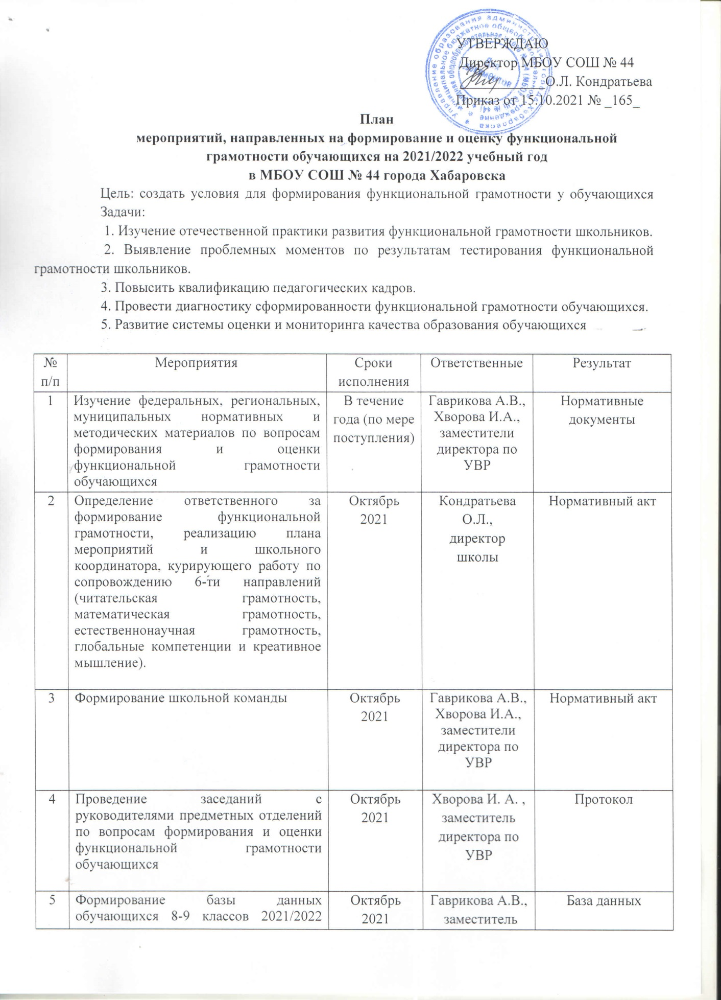 УТВЕРЖДАЮ
Директор МБОУ СОШ № 44
О.Л. Кондратьева
Приказ от 15.10.2021 № _165_
План
мероприятий, направленных на формирование и оценку функциональной
грамотности обучающихся на 2021/2022 учебный год
в МБОУ СОШ № 44 города Хабаровска
Цель: создать условия для формирования функциональной грамотности у обучающихся
Задачи:
1. Изучение отечественной практики развития функциональной грамотности школьников.
2. Выявление проблемных моментов по результатам тестирования функциональной
грамотности школьников.
3. Повысить квалификацию педагогических кадров.
4. Провести диагностику сформированности функциональной грамотности обучающихся.
5. Развитие системы оценки и мониторинга качества образования обучающихся
№
п/п
Мероприятия
Сроки
исполнения
Ответственные
Результат
1
Изучение федеральных, региональных,
муниципальных нормативных и
методических материалов по вопросам
формирования и оценки
функциональной грамотности
обучающихся
В течение
года (по мере
поступления)
Гаврикова А.В.,
Хворова И.А.,
заместители
директора по
УВР
Нормативные
документы
2
Определение ответственного за
формирование функциональной
грамотности, реализацию плана
мероприятий и школьного
координатора, курирующего работу по
сопровождению 6-ти направлений
(читательская грамотность,
математическая грамотность,
естественнонаучная грамотность,
глобальные компетенции и креативное
мышление).
Октябрь
2021
Кондратьева
О.Л.,
директор
школы
Нормативный акт
3
Формирование школьной команды
Октябрь
2021
Гаврикова А.В.,
Хворова И.А.,
заместители
директора по
УВР
Нормативный акт
4
Проведение заседаний с
руководителями предметных отделений
по вопросам формирования и оценки
функциональной грамотности
обучающихся
Октябрь
2021
Хворова И. А. ,
заместитель
директора по
УВР
Протокол
5
Формирование базы данных
обучающихся 8-9 классов 2021/2022
Октябрь
2021
Гаврикова А.В.,
заместитель
База данных